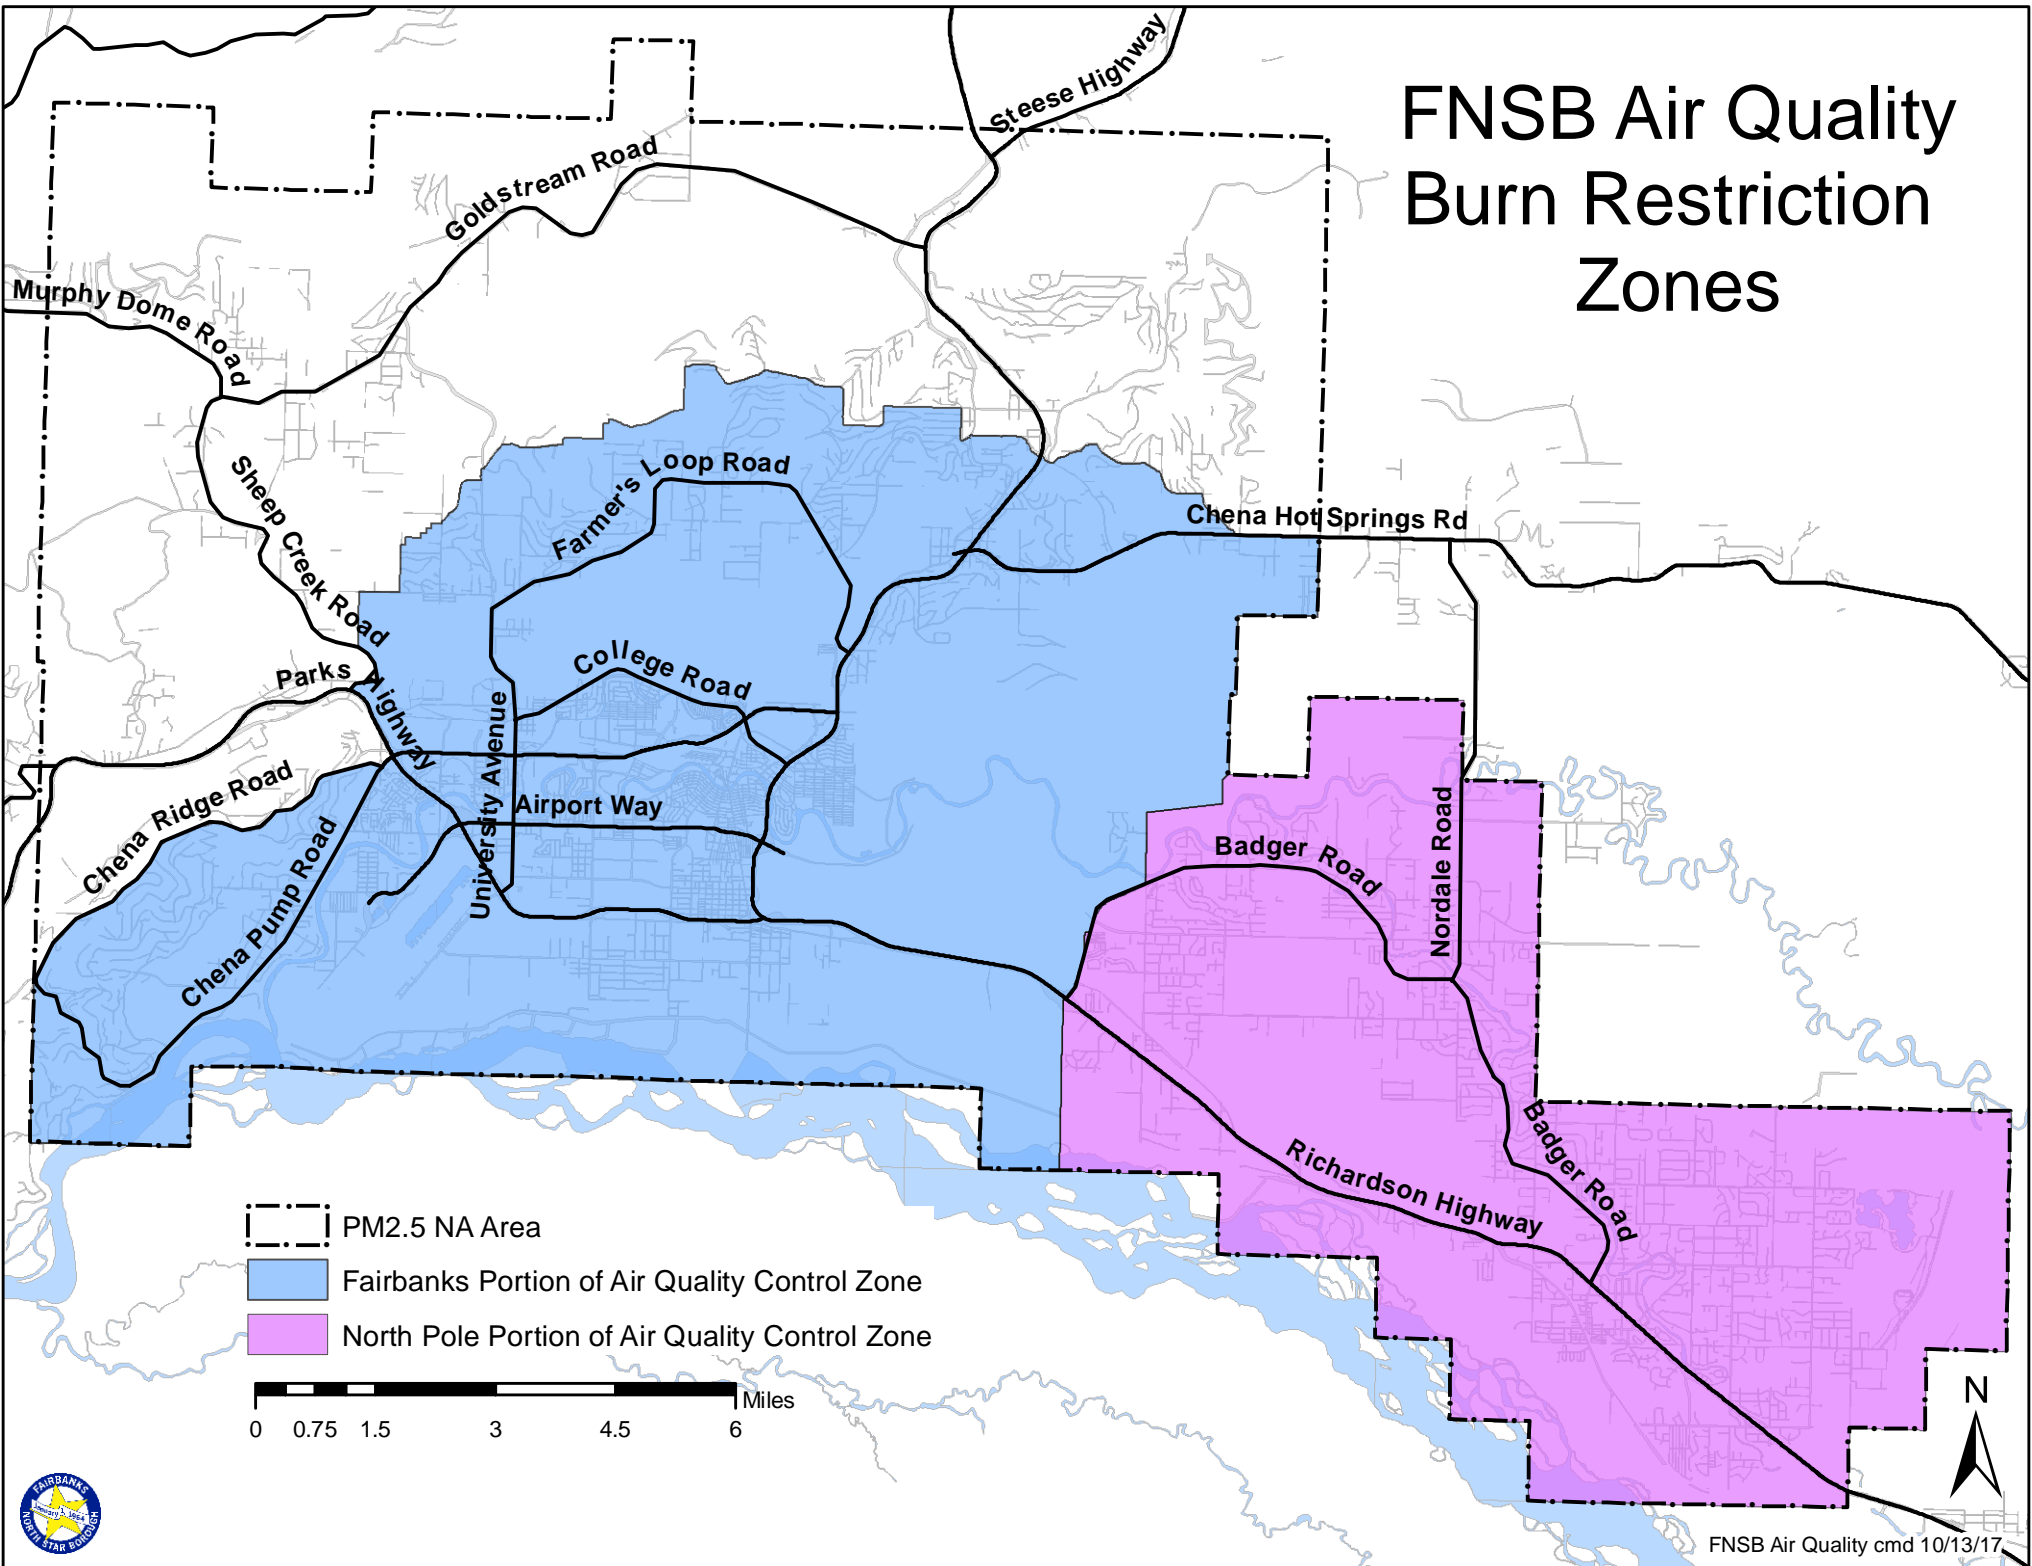 FNSB Air Quality
Burn Restriction
Zones
Steese Highway
Goldstream Road
Murphy Dome Road
Farmer's Loop Road
Sheep Creek Road
Chena Hot Springs Rd
College Road
Parks Highway
University Avenue
Chena Ridge Road
Airport Way
Chena Pump Road
Badger Road
Nordale Road
Badger Road
Richardson Highway
PM2.5 NA Area
Fairbanks Portion of Air Quality Control Zone
North Pole Portion of Air Quality Control Zone
Miles
0 0.75 1.5 3 4.5 6
N
FAIRBANKS
January 1, 1964
NORTH STAR BOROUGH
FNSB Air Quality cmd 10/13/17